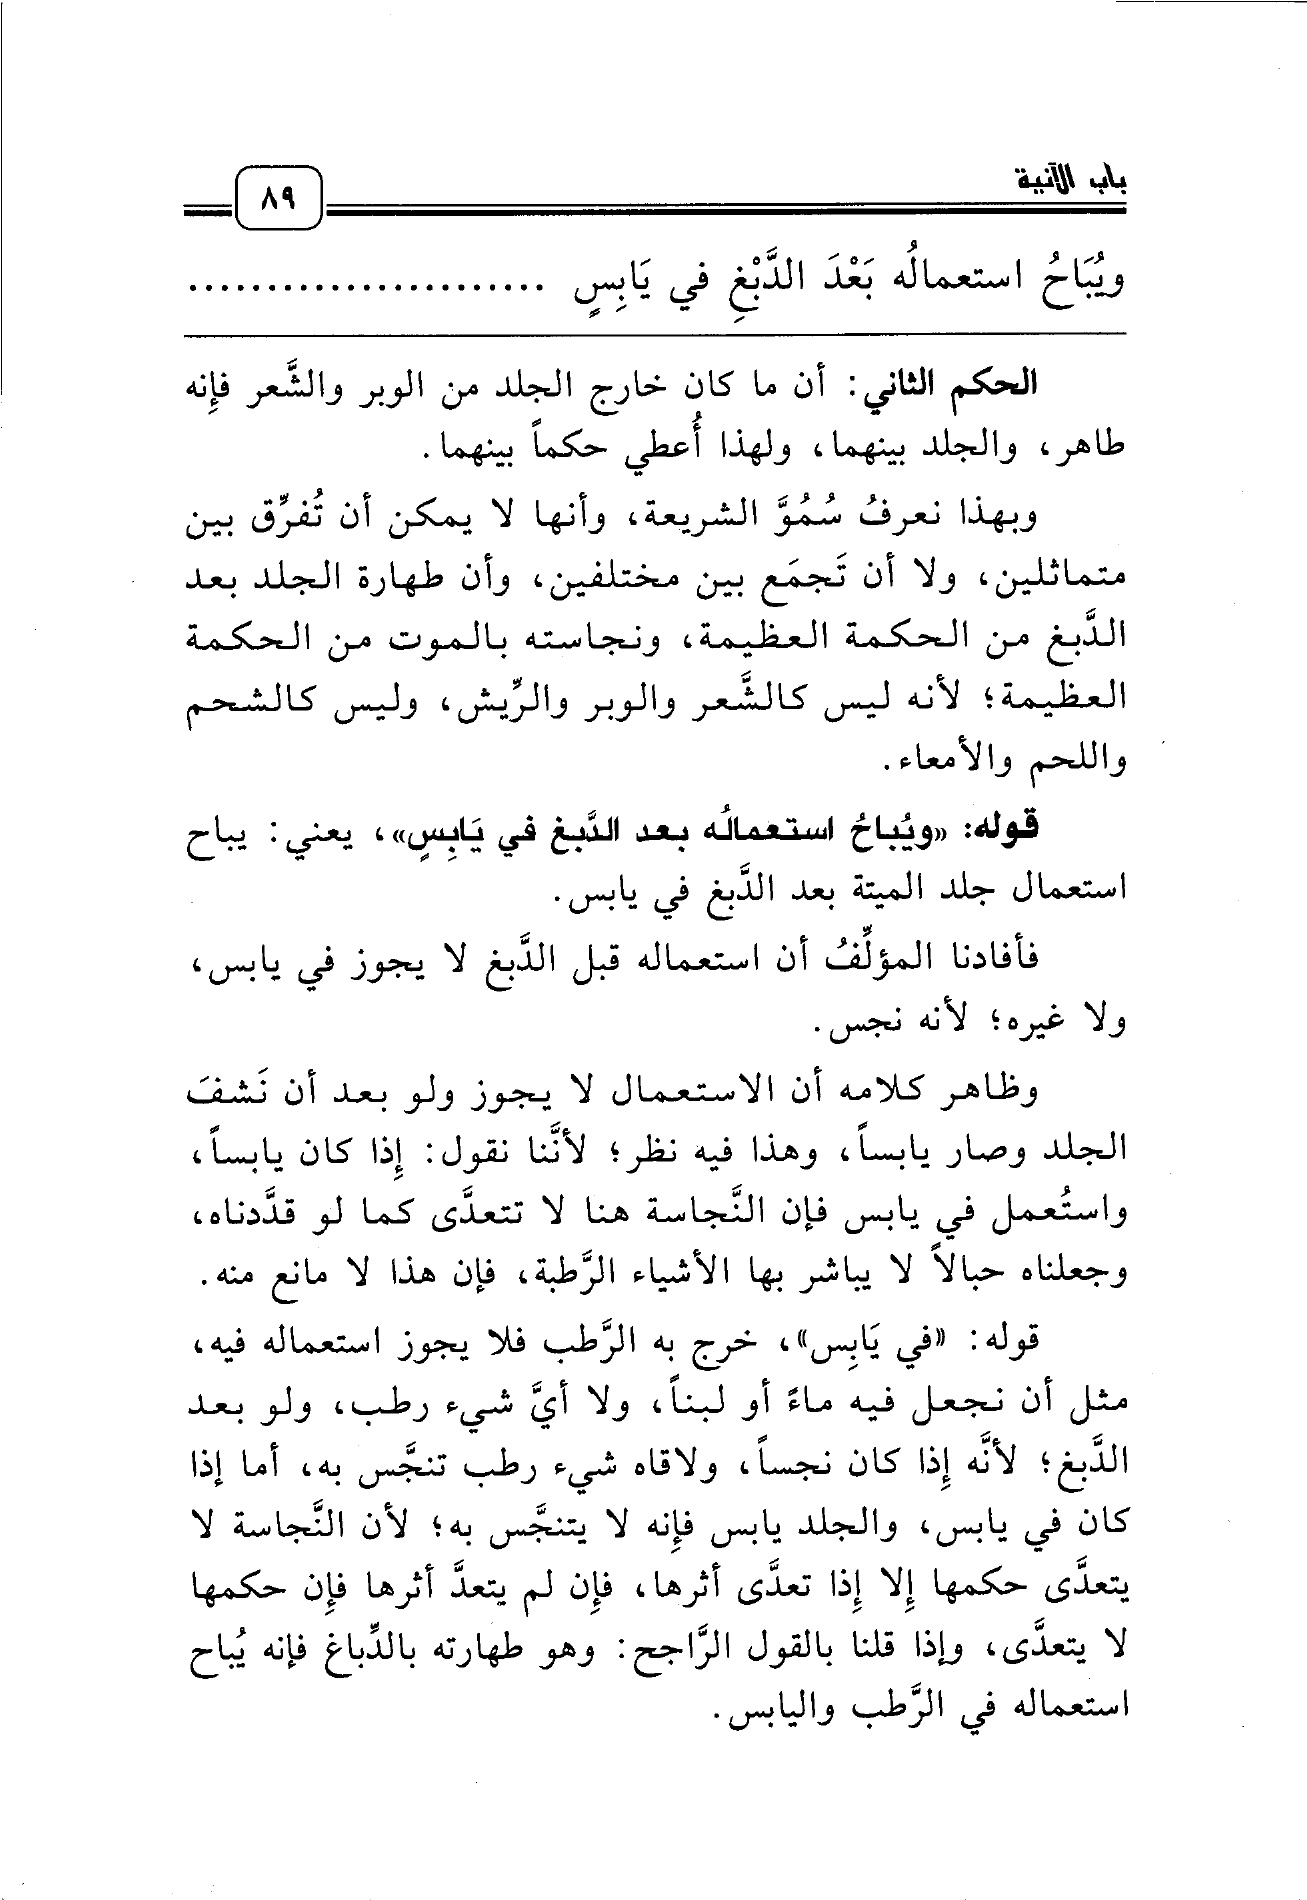 باب الآنية
٨٩
ويُبَاحُ استعمالُه بَعْدَ الدَّبْغِ في يَابِسٍ .......................
الحكم الثاني: أن ما كان خارج الجلد من الوبر والشَّعر فإِنه
طاهر، والجلد بينهما، ولهذا أُعطي حكماً بينهما.
وبهذا نعرفُ سُمُوَّ الشريعة، وأنها لا يمكن أن تُفرِّق بين
متماثلين، ولا أن تَجمَع بين مختلفين، وأن طهارة الجلد بعد
الدَّبغ من الحكمة العظيمة، ونجاسته بالموت من الحكمة
العظيمة؛ لأنه ليس كالشَّعر والوبر والرِّيش، وليس كالشحم
واللحم والأمعاء.
قوله: «ويُباحُ استعمالُه بعد الدَّبغ في يَابِسٍ»، يعني: يباح
استعمال جلد الميتة بعد الدَّبغ في يابس.
فأفادنا المؤلِّفُ أن استعماله قبل الدَّبغ لا يجوز في يابس،
ولا غيره؛ لأنه نجس.
وظاهر كلامه أن الاستعمال لا يجوز ولو بعد أن نَشفَ
الجلد وصار يابساً، وهذا فيه نظر؛ لأنَّنا نقول: إِذا كان يابساً،
واستُعمل في يابس فإن النَّجاسة هنا لا تتعدَّى كما لو قدَّدناه،
وجعلناه حبالاً لا يباشر بها الأشياء الرَّطبة، فإن هذا لا مانع منه.
قوله: «في يَابِس»، خرج به الرَّطب فلا يجوز استعماله فيه،
مثل أن نجعل فيه ماءً أو لبناً، ولا أيَّ شيء رطب، ولو بعد
الدَّبغ؛ لأنَّه إِذا كان نجساً، ولاقاه شيء رطب تنجَّس به، أما إذا
كان في يابس، والجلد يابس فإِنه لا يتنجَّس به؛ لأن النَّجاسة لا
يتعدَّى حكمها إِلا إِذا تعدَّى أثرها، فإِن لم يتعدَّ أثرها فإِن حكمها
لا يتعدَّى، وإذا قلنا بالقول الرَّاجح: وهو طهارته بالدِّباغ فإنه يُباح
استعماله في الرَّطب واليابس.